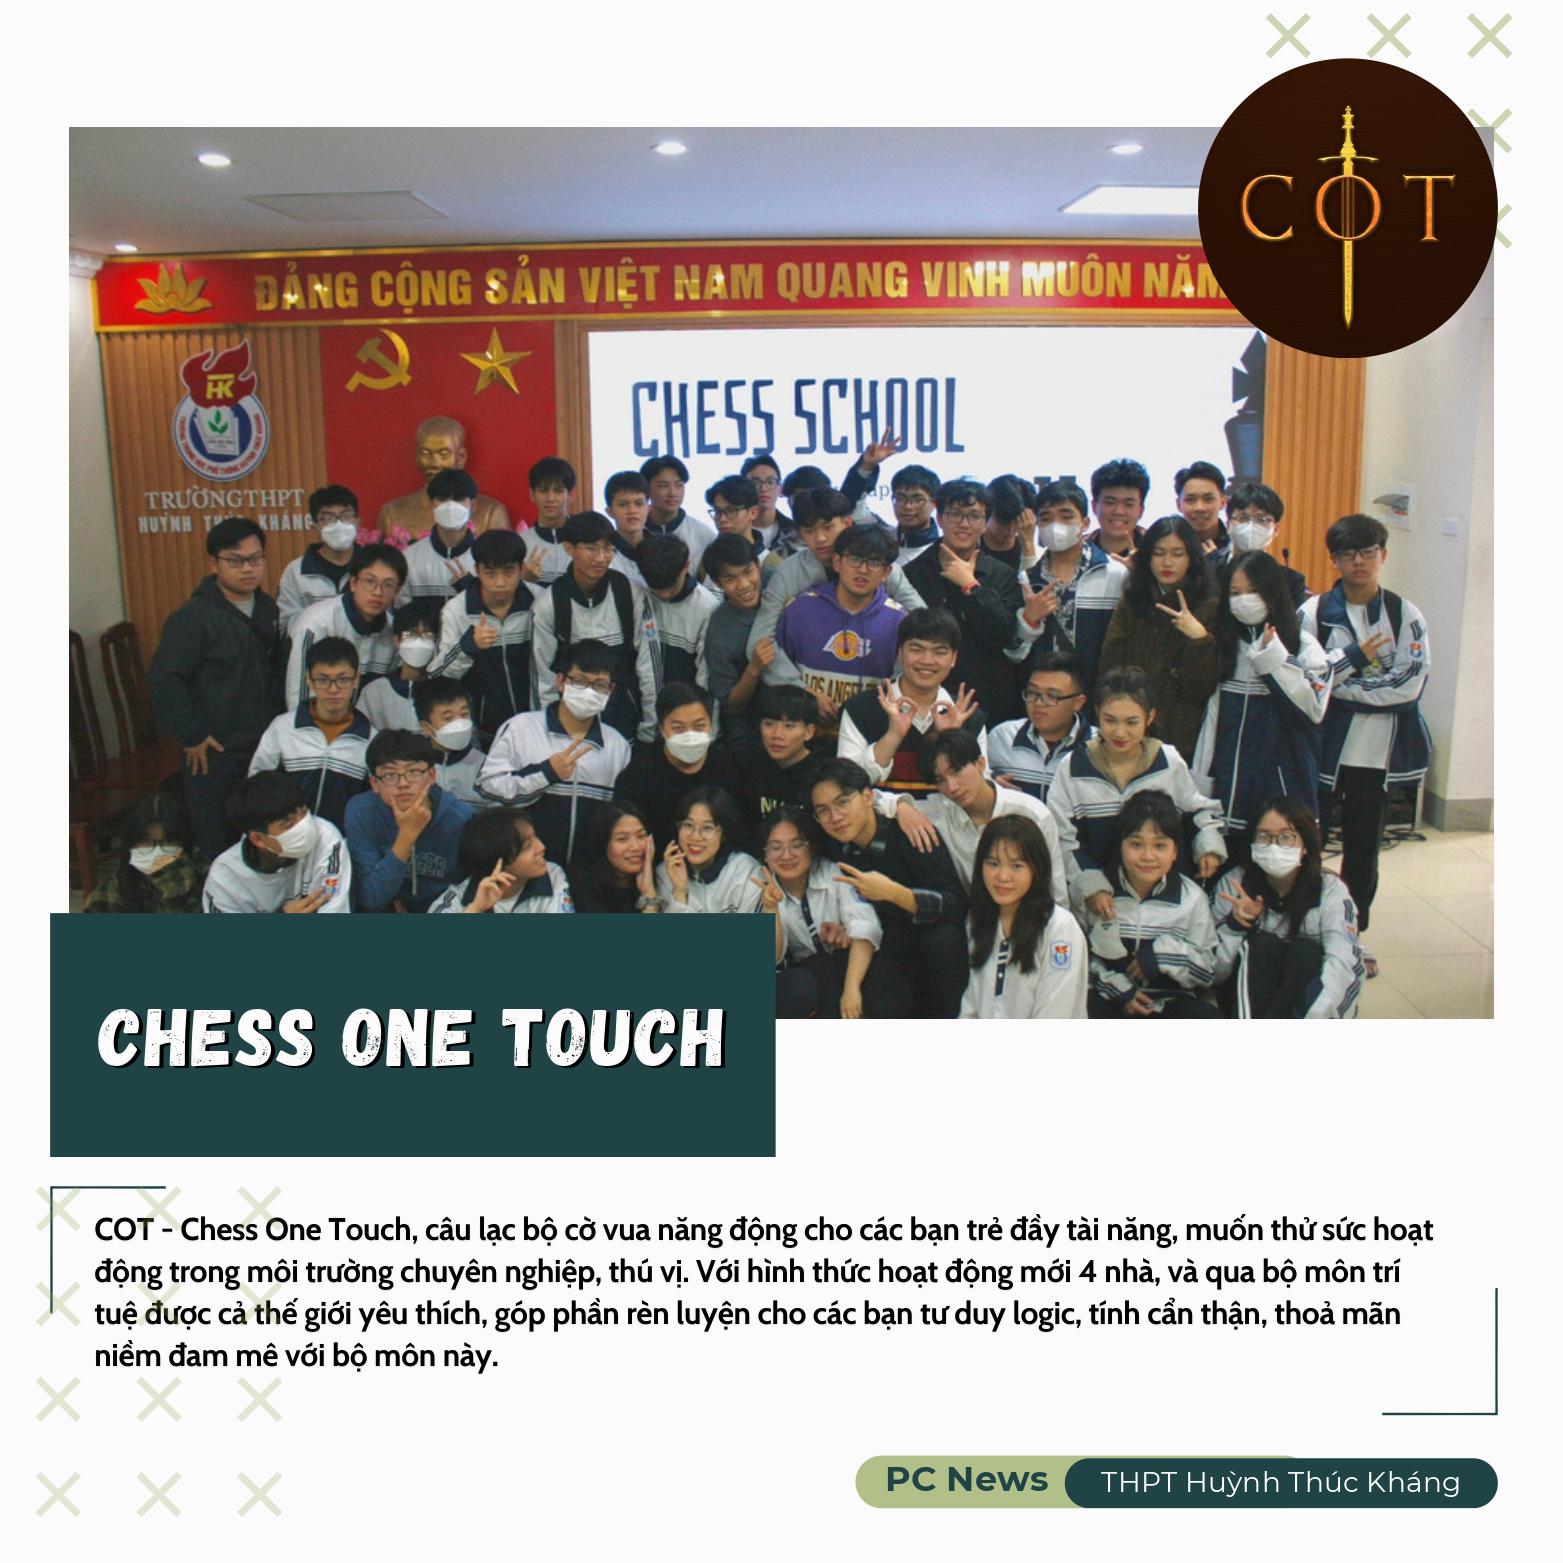 COT
ĐẢNG CỘNG SẢN VIỆT NAM QUANG VINH MUÔN NĂM
HK
CHESS SCHOOL
TRƯỜNG THPT
HUỲNH THÚC KHÁNG
LOS ANGE
CHESS ONE TOUCH
COT - Chess One Touch, câu lạc bộ cờ vua năng động cho các bạn trẻ đầy tài năng, muốn thử sức hoạt
động trong môi trường chuyên nghiệp, thú vị. Với hình thức hoạt động mới 4 nhà, và qua bộ môn trí
tuệ được cả thế giới yêu thích, góp phần rèn luyện cho các bạn tư duy logic, tính cẩn thận, thoả mãn
niềm đam mê với bộ môn này.
PC News
THPT Huỳnh Thúc Kháng